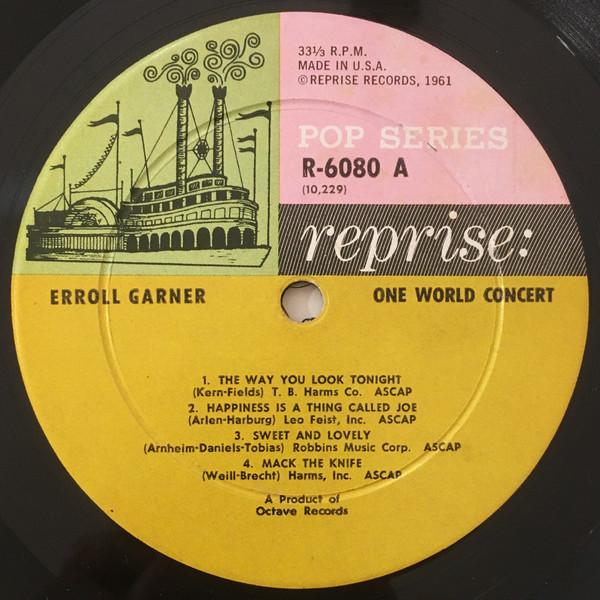 33⅓ R.P.M.
MADE IN U.S.A.
©REPRISE RECORDS, 1961
POP SERIES
R-6080 A
(10,229)
reprise:
ERROLL GARNER
ONE WORLD CONCERT
1. THE WAY YOU LOOK TONIGHT
(Kern-Fields) T. B. Harms Co. ASCAP
2. HAPPINESS IS A THING CALLED JOE
(Arlen-Harburg) Leo Feist, Inc. ASCAP
3. SWEET AND LOVELY
(Arnheim-Daniels-Tobias) Robbins Music Corp. ASCAP
4. MACK THE KNIFE
(Weill-Brecht) Harms, Inc. ASCAP
A Product of
Octave Records